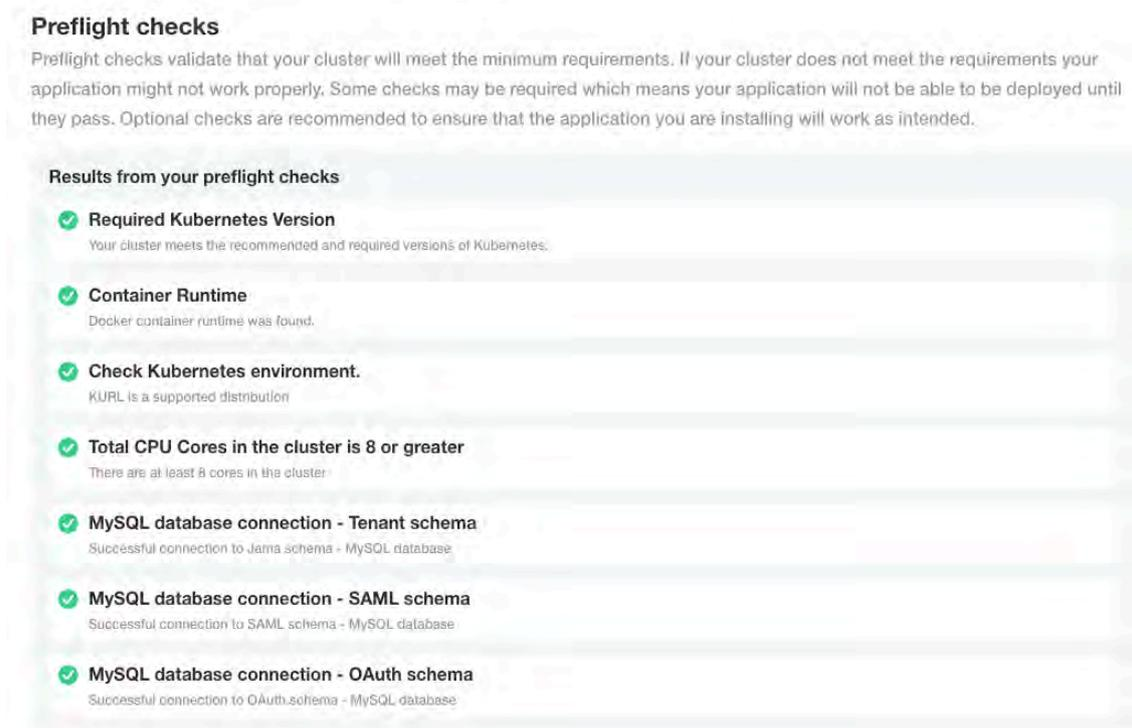 Preflight checks
Preflight checks validate that your cluster will meet the minimum requirements. If your cluster does not meet the requirements your
application might not work properly. Some checks may be required which means your application will not be able to be deployed until
they pass. Optional checks are recommended to ensure that the application you are installing will work as intended.
Results from your preflight checks
Required Kubernetes Version
Your cluster meets the recommended and required versions of Kubernetes.
Container Runtime
Docker container runtime was found.
Check Kubernetes environment.
KURL is a supported distribution
Total CPU Cores in the cluster is 8 or greater
There are at least 8 cores in the cluster
MySQL database connection - Tenant schema
Successful connection to Jama schema - MySQL database
MySQL database connection - SAML schema
Successful connection to SAML schema - MySQL database
MySQL database connection - OAuth schema
Successful connection to OAuth schema - MySQL database